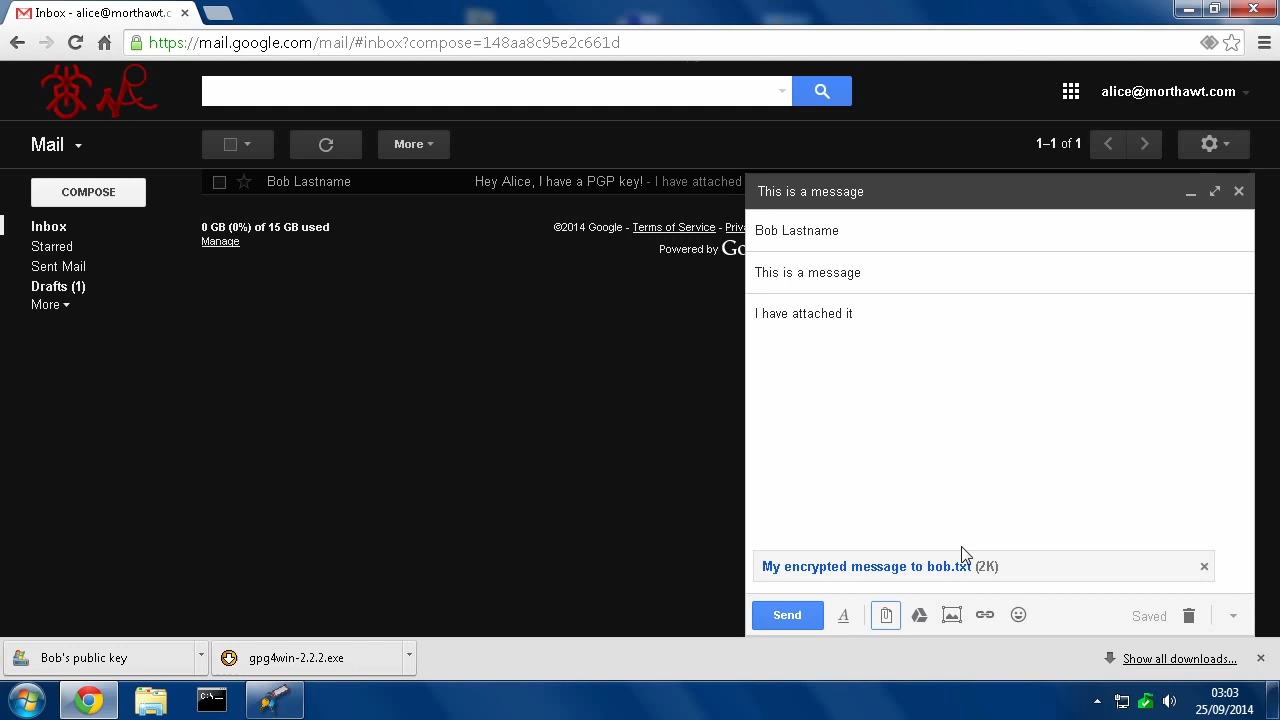 Inbox - alice@morthawt.c
https://mail.google.com/mail/#inbox?compose=148aa8c95e2c661d
alice@morthawt.com
Mail
More
1–1 of 1
COMPOSE
Bob Lastname
Hey Alice, I have a PGP key! - I have attached
This is a message
Inbox
Starred
Sent Mail
Drafts (1)
More
0 GB (0%) of 15 GB used
Manage
©2014 Google - Terms of Service - Priva
Powered by Go
Bob Lastname
This is a message
I have attached it
My encrypted message to bob.txt (2K)
Send
A
Saved
Bob's public key
gpg4win-2.2.2.exe
Show all downloads...
C:\_
03:03
25/09/2014